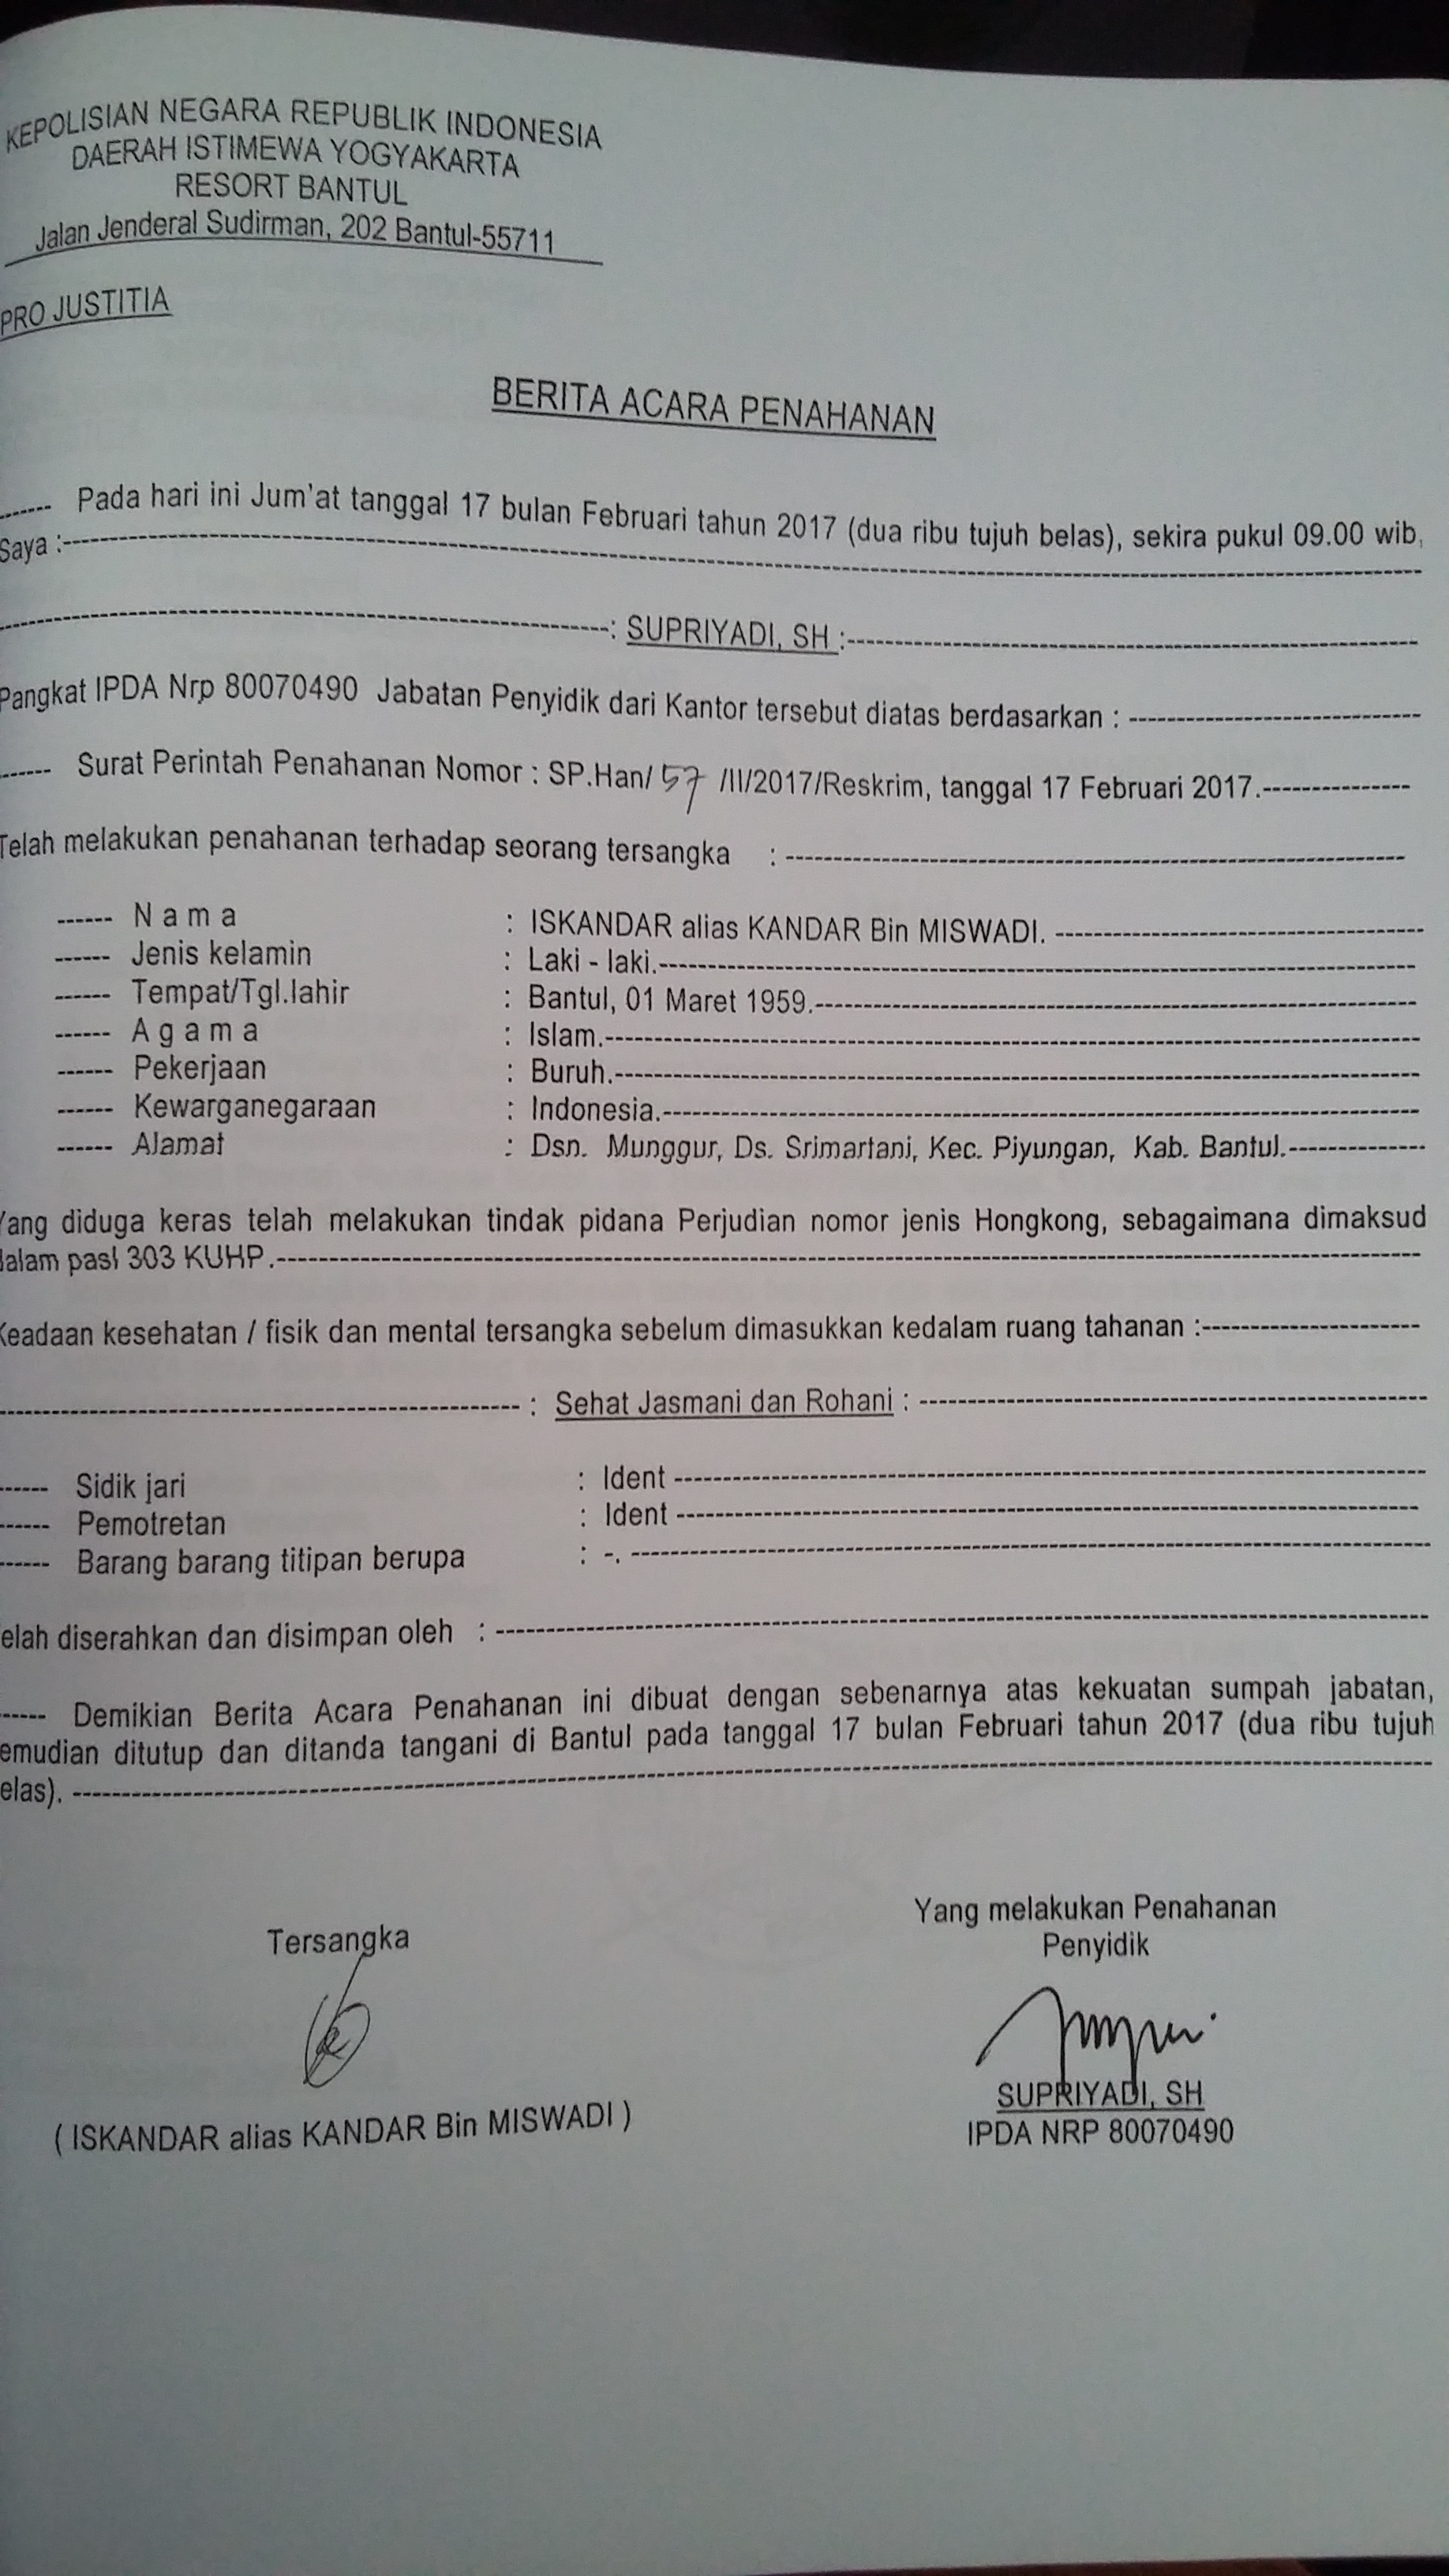 KEPOLISIAN NEGARA REPUBLIK INDONESIA
DAERAH ISTIMEWA YOGYAKARTA
RESORT BANTUL
Jalan Jenderal Sudirman, 202 Bantul-55711
PRO JUSTITIA
BERITA ACARA PENAHANAN
------ Pada hari ini Jum'at tanggal 17 bulan Februari tahun 2017 (dua ribu tujuh belas), sekira pukul 09.00 wib,
Saya :------
------: SUPRIYADI, SH :------
Pangkat IPDA Nrp 80070490 Jabatan Penyidik dari Kantor tersebut diatas berdasarkan : ------
------ Surat Perintah Penahanan Nomor : SP.Han/ 57 /II/2017/Reskrim, tanggal 17 Februari 2017.------
Telah melakukan penahanan terhadap seorang tersangka : ------
------ N a m a : ISKANDAR alias KANDAR Bin MISWADI. ------
------ Jenis kelamin : Laki - laki.------
------ Tempat/Tgl.lahir : Bantul, 01 Maret 1959.------
------ A g a m a : Islam.------
------ Pekerjaan : Buruh.------
------ Kewarganegaraan : Indonesia.------
------ Alamat : Dsn. Munggur, Ds. Srimartani, Kec. Piyungan, Kab. Bantul.------
Yang diduga keras telah melakukan tindak pidana Perjudian nomor jenis Hongkong, sebagaimana dimaksud
dalam pasl 303 KUHP.------
Keadaan kesehatan / fisik dan mental tersangka sebelum dimasukkan kedalam ruang tahanan :------
------ : Sehat Jasmani dan Rohani : ------
------ Sidik jari : Ident ------
------ Pemotretan : Ident ------
------ Barang barang titipan berupa : -. ------
elah diserahkan dan disimpan oleh : ------
------ Demikian Berita Acara Penahanan ini dibuat dengan sebenarnya atas kekuatan sumpah jabatan,
emudian ditutup dan ditanda tangani di Bantul pada tanggal 17 bulan Februari tahun 2017 (dua ribu tujuh
elas). ------
Yang melakukan Penahanan
Tersangka Penyidik
SUPRIYADI, SH
( ISKANDAR alias KANDAR Bin MISWADI ) IPDA NRP 80070490